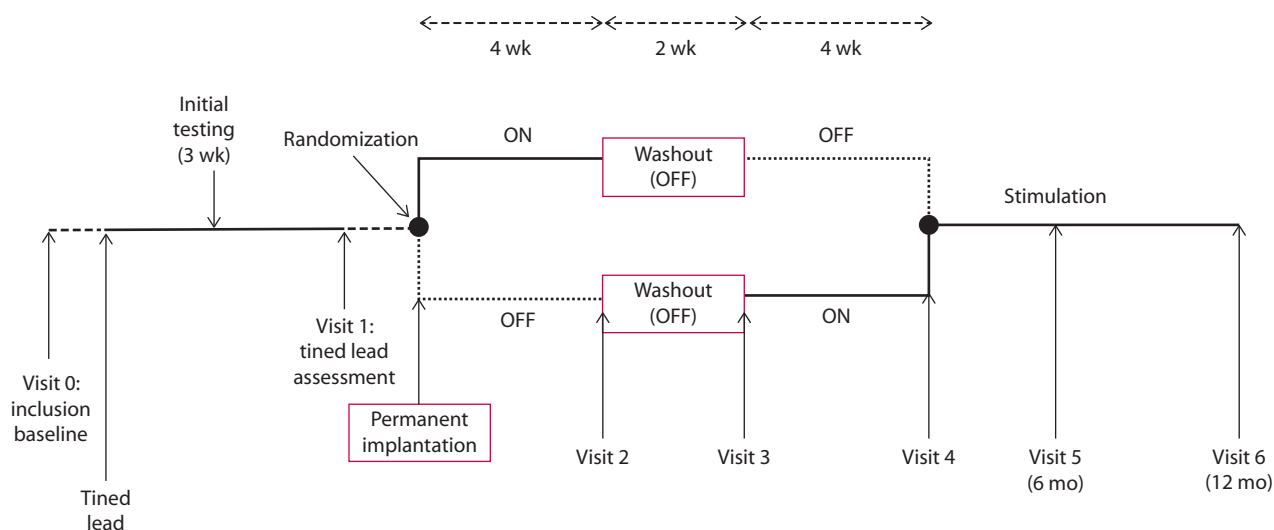 4 wk
2 wk
4 wk
Initial
testing
(3 wk)
Randomization
ON
Washout
(OFF)
OFF
Stimulation
OFF
Washout
(OFF)
ON
Visit 0:
inclusion
baseline
Tined
lead
Visit 1:
tined lead
assessment
Permanent
implantation
Visit 2
Visit 3
Visit 4
Visit 5
(6 mo)
Visit 6
(12 mo)